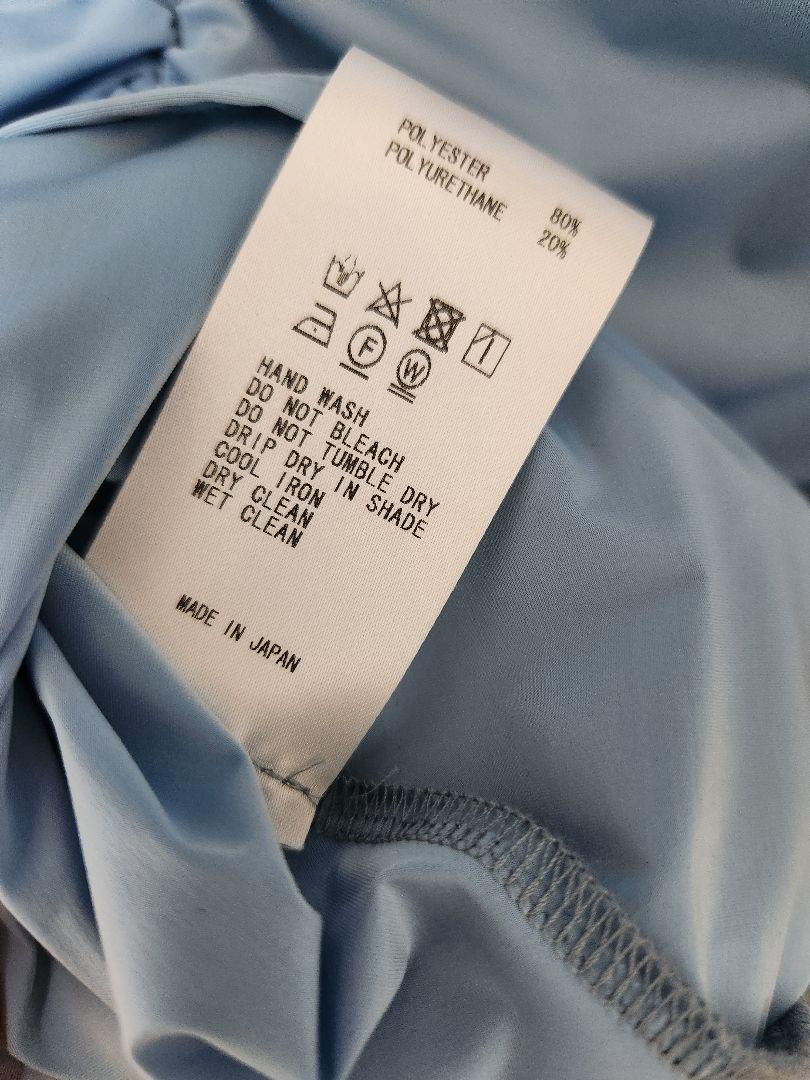 POLYESTER 80%
POLYURETHANE 20%
F W
HAND WASH
DO NOT BLEACH
DO NOT TUMBLE DRY
DRIP DRY IN SHADE
COOL IRON
DRY CLEAN
WET CLEAN
MADE IN JAPAN